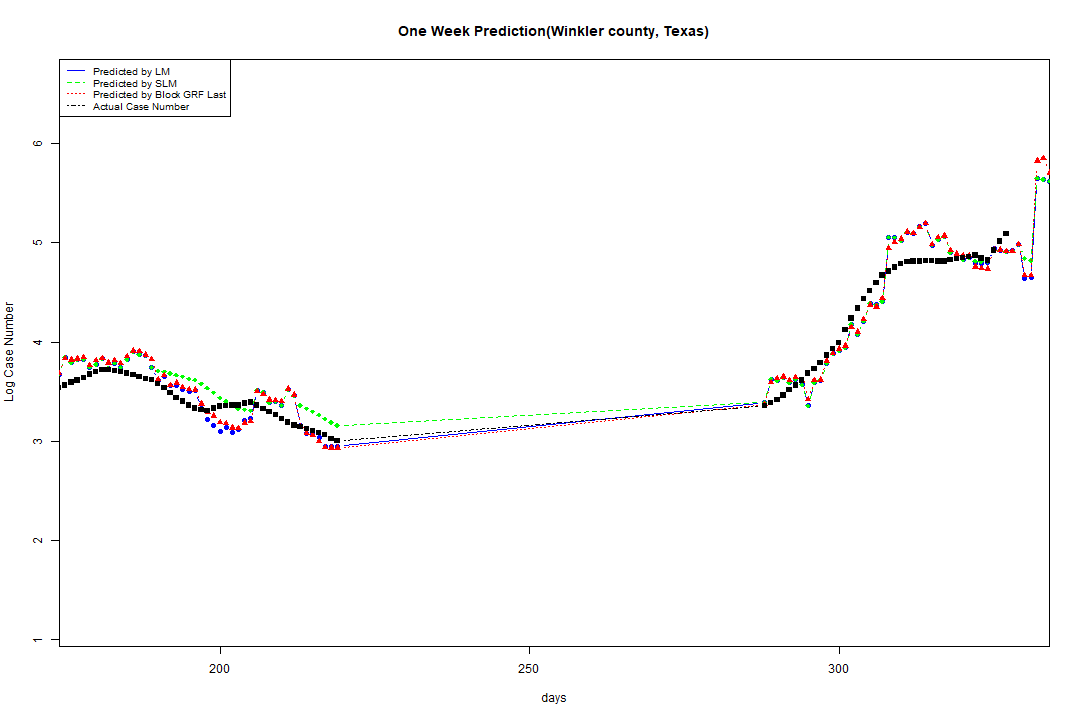 One Week Prediction(Winkler county, Texas)
Predicted by LM
Predicted by SLM
Predicted by Block GRF Last
Actual Case Number
6
5
4
3
2
1
Log Case Number
200 250 300
days